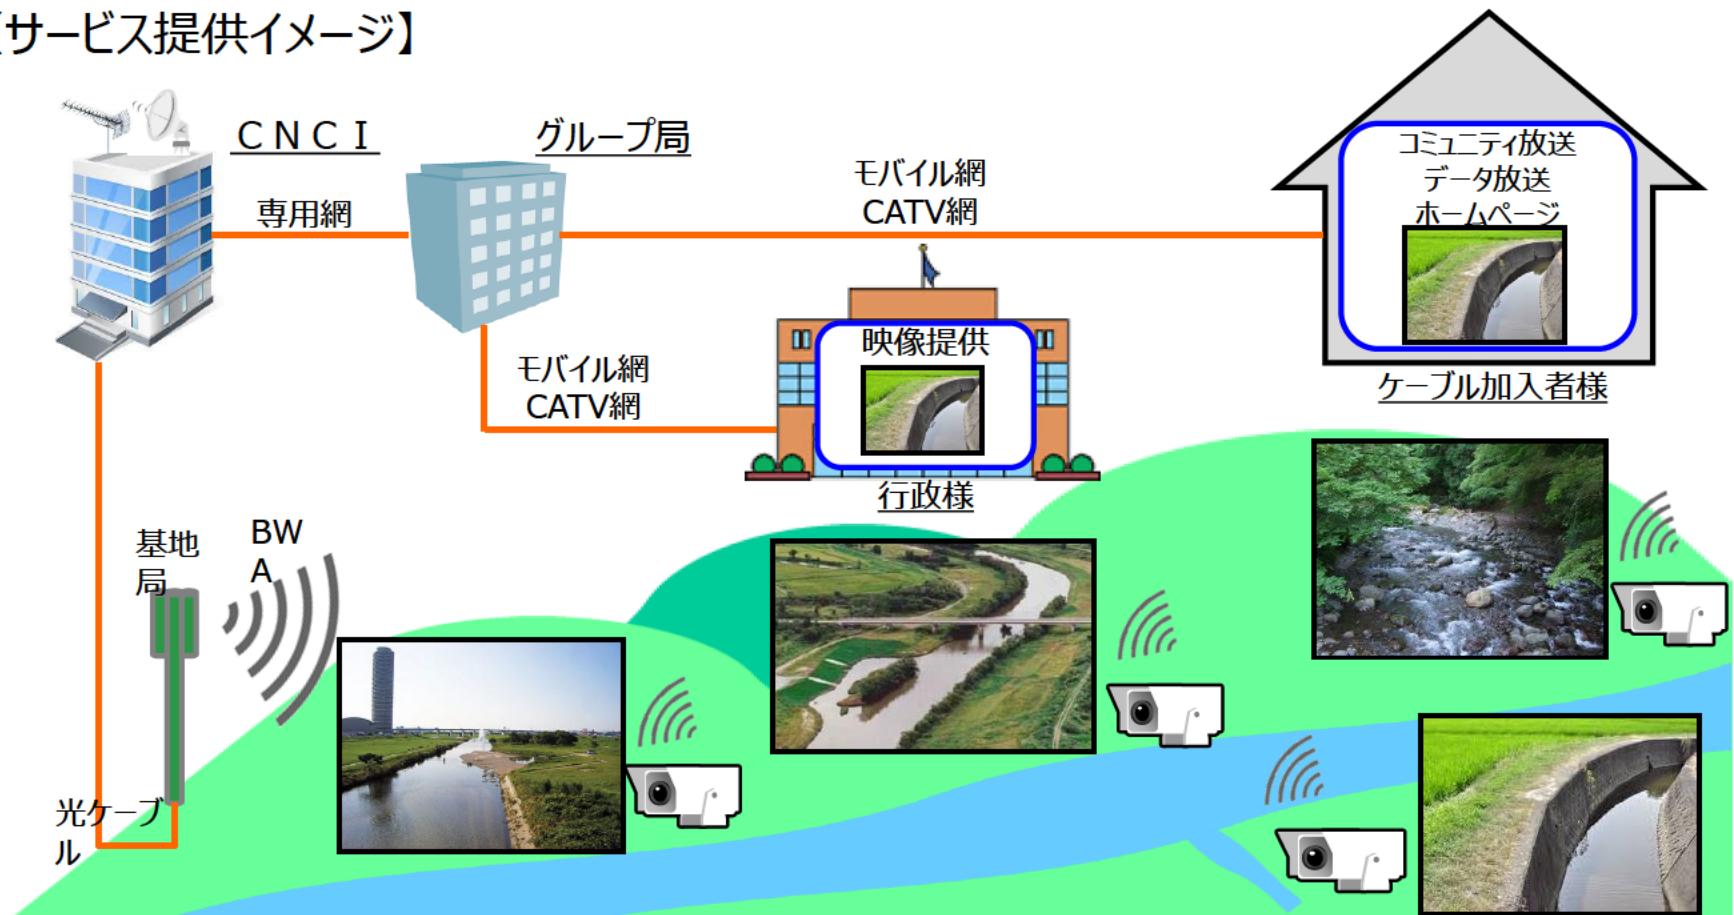 【サービス提供イメージ】
CNCI
グループ局
専用網
モバイル網
CATV網
コミュニティ放送
データ放送
ホームページ
ケーブル加入者様
モバイル網
CATV網
映像提供
行政様
基地
局
BW
A
光ケーブ
ル